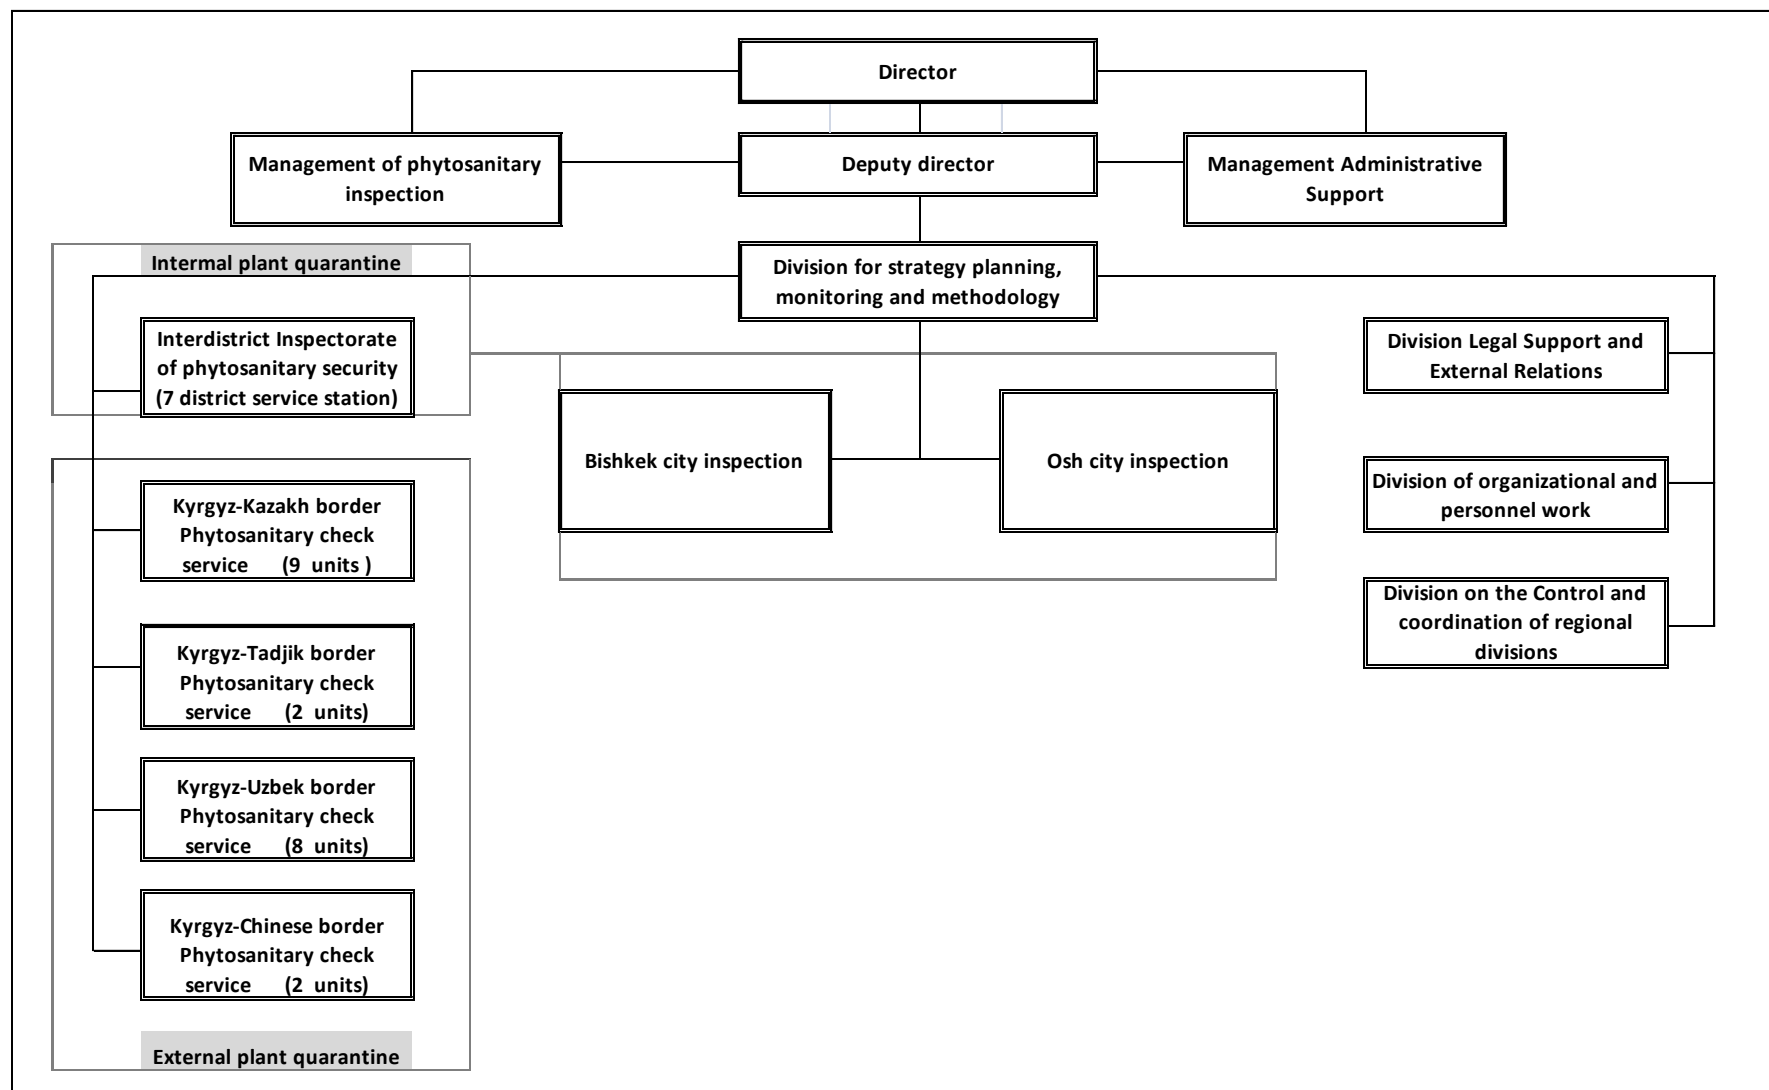 Director
Management of phytosanitary
inspection
Deputy director
Management Administrative
Support
Intermal plant quarantine
Division for strategy planning,
monitoring and methodology
Interdistrict Inspectorate
of phytosanitary security
(7 district service station)
Division Legal Support and
External Relations
Bishkek city inspection
Osh city inspection
Division of organizational and
personnel work
Kyrgyz-Kazakh border
Phytosanitary check
service (9 units )
Division on the Control and
coordination of regional
divisions
Kyrgyz-Tadjik border
Phytosanitary check
service (2 units)
Kyrgyz-Uzbek border
Phytosanitary check
service (8 units)
Kyrgyz-Chinese border
Phytosanitary check
service (2 units)
External plant quarantine